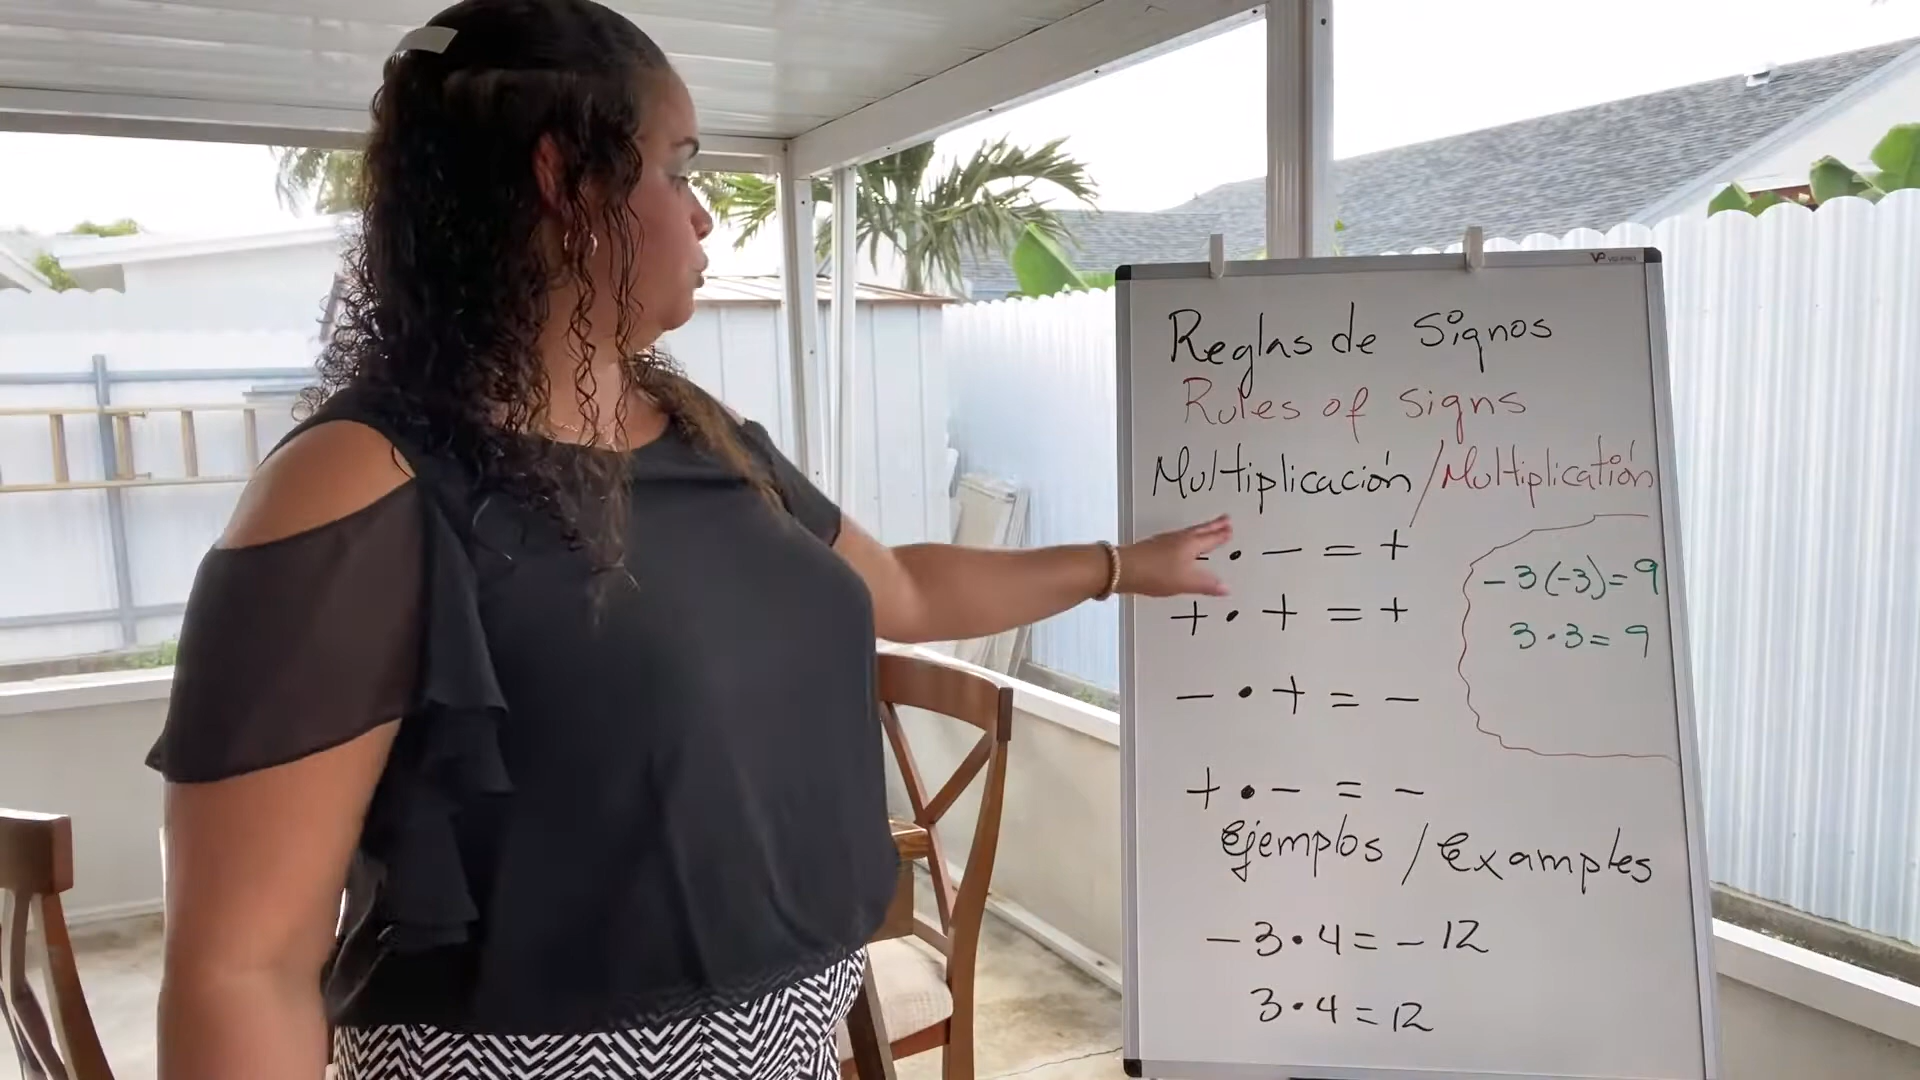 Reglas de Signos
Rules of signs
Multiplicación / Multiplicatión
- • - = +
+ • + = +
- • + = -
+ • - = -
-3(-3)=9
3•3=9
Ejemplos / Examples
-3•4=-12
3•4=12